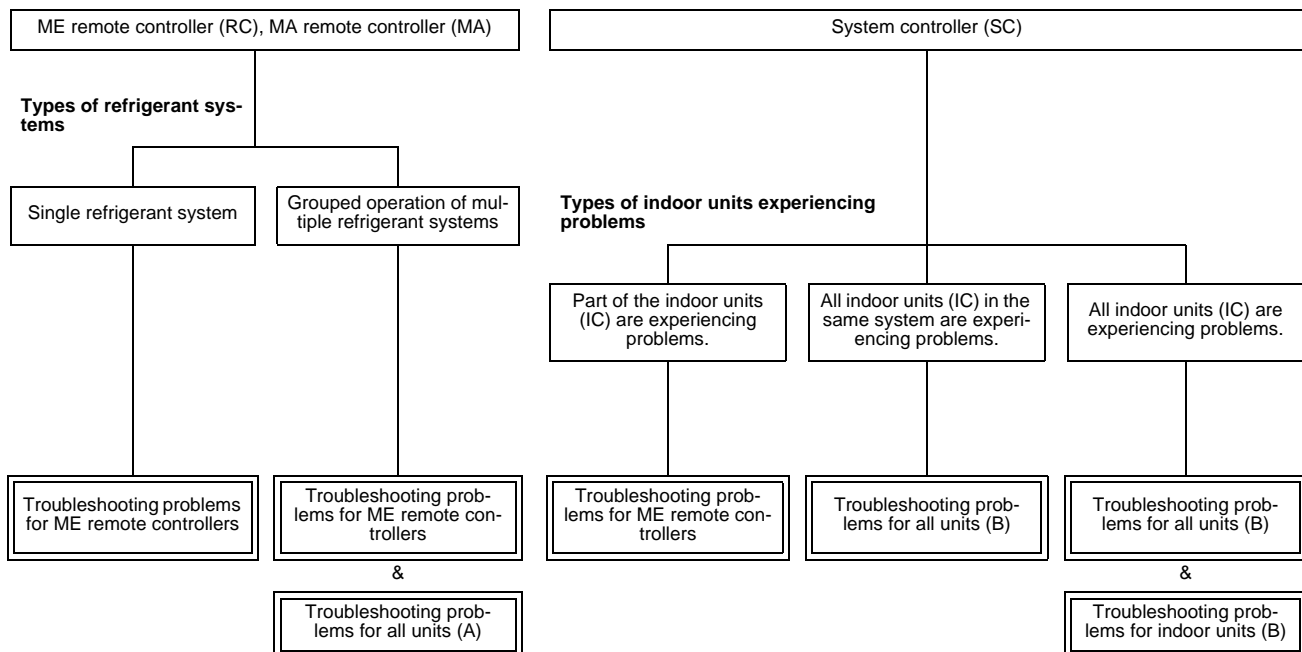 ME remote controller (RC), MA remote controller (MA)
System controller (SC)
Types of refrigerant sys-
tems
Single refrigerant system
Grouped operation of mul-
tiple refrigerant systems
Types of indoor units experiencing
problems
Part of the indoor units
(IC) are experiencing
problems.
All indoor units (IC) in the
same system are experi-
encing problems.
All indoor units (IC) are
experiencing problems.
Troubleshooting problems
for ME remote controllers
Troubleshooting prob-
lems for ME remote con-
trollers
&
Troubleshooting prob-
lems for all units (A)
Troubleshooting prob-
lems for ME remote con-
trollers
Troubleshooting prob-
lems for all units (B)
Troubleshooting prob-
lems for all units (B)
&
Troubleshooting prob-
lems for indoor units (B)